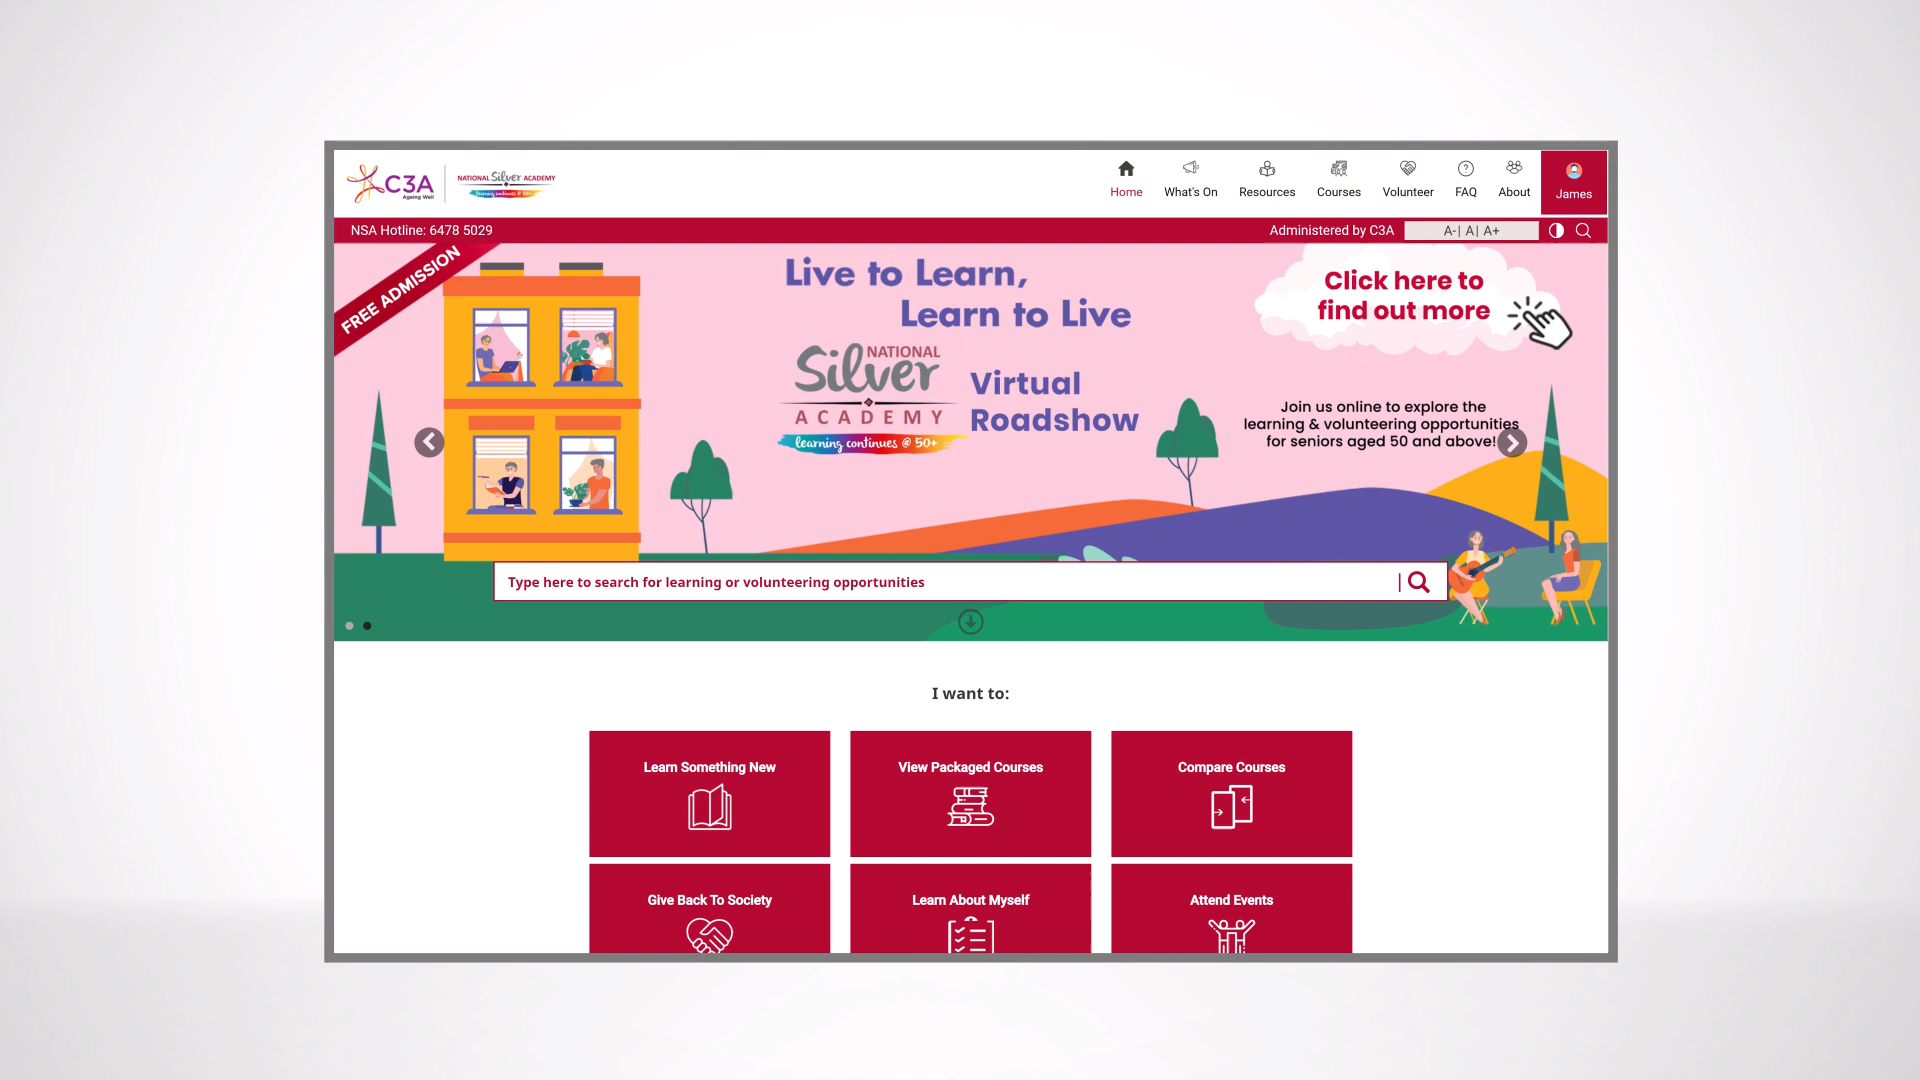 C3A
Ageing Well
NATIONAL Silver ACADEMY
learning continues @ 50+
Home
What's On
Resources
Courses
Volunteer
FAQ
About
James
NSA Hotline: 6478 5029
Administered by C3A
A-| A| A+
FREE ADMISSION
Live to Learn,
Learn to Live
NATIONAL
Silver
ACADEMY
learning continues @ 50+
Virtual
Roadshow
Click here to
find out more
Join us online to explore the
learning & volunteering opportunities
for seniors aged 50 and above!
Type here to search for learning or volunteering opportunities
I want to:
Learn Something New
View Packaged Courses
Compare Courses
Give Back To Society
Learn About Myself
Attend Events